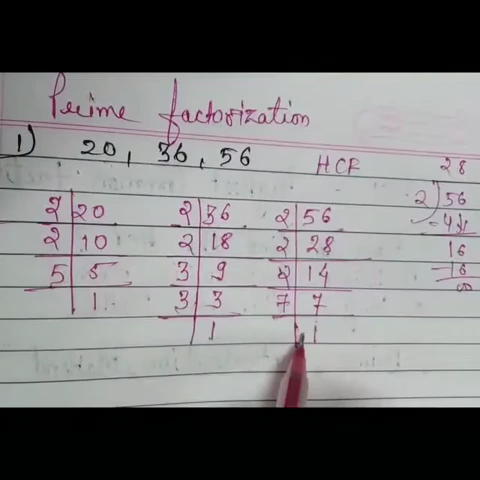 Prime factorization
1) 20, 36, 56 HCF
2 | 20
2 | 10
5 | 5
1
2 | 36
2 | 18
3 | 9
3 | 3
1
2 | 56
2 | 28
2 | 14
7 | 7
1
28
2) 56
-4
16
-16